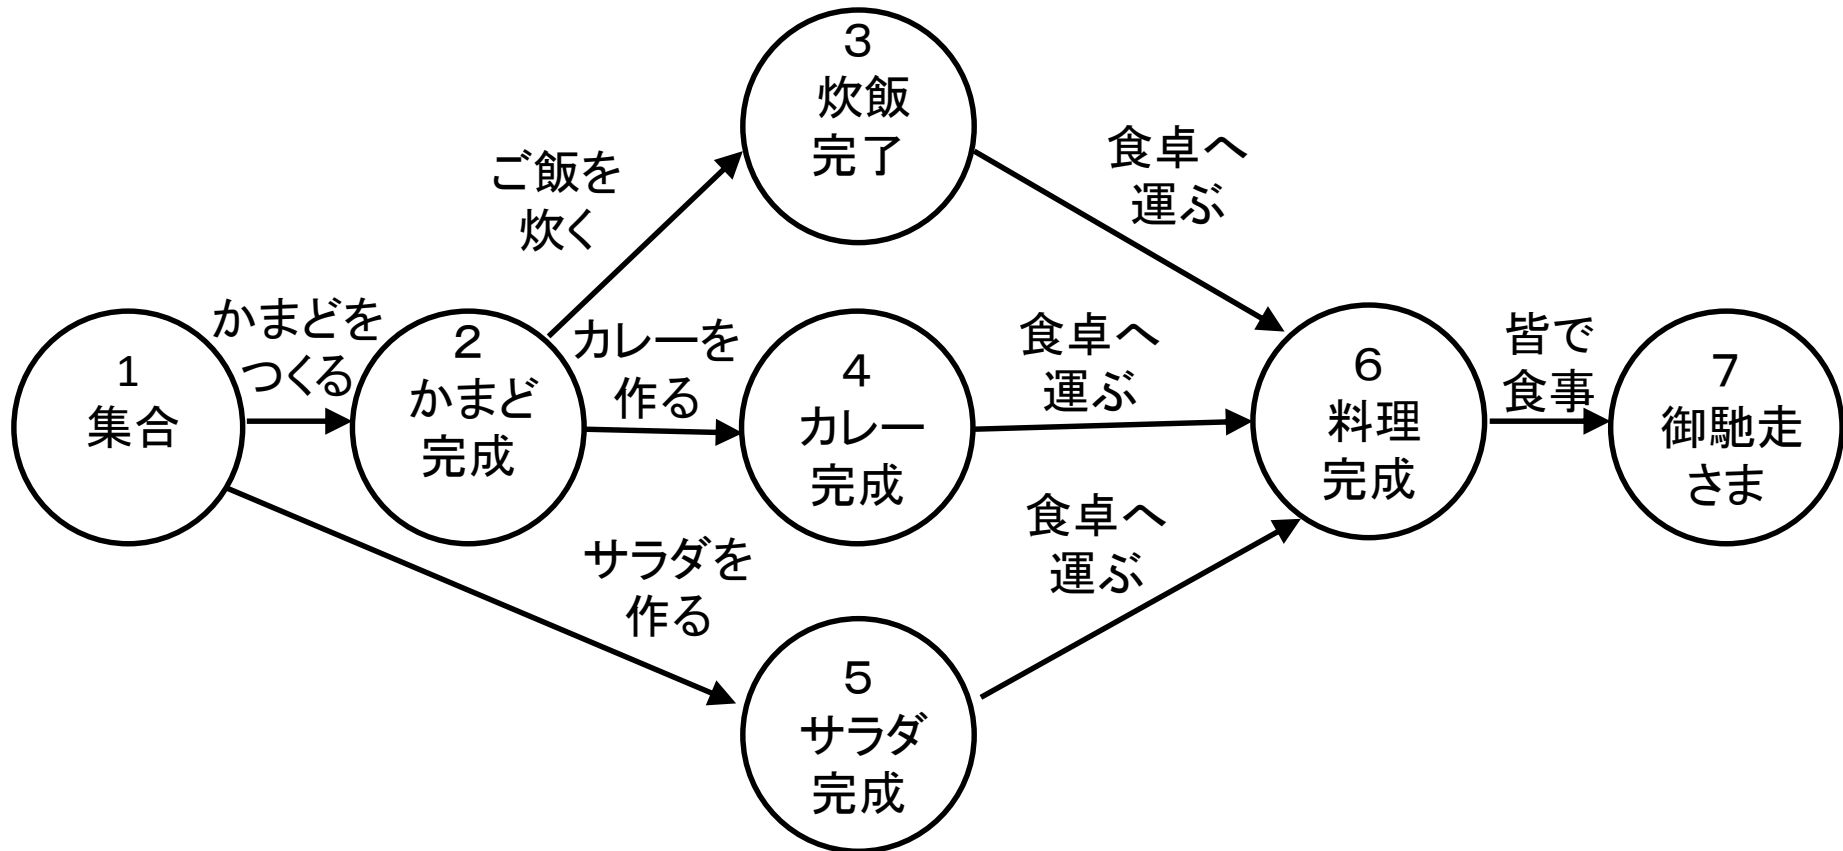 3
炊飯
完了
ご飯を
炊く
食卓へ
運ぶ
1
集合
かまどを
つくる
2
かまど
完成
カレーを
作る
4
カレー
完成
食卓へ
運ぶ
6
料理
完成
皆で
食事
7
御馳走
さま
サラダを
作る
5
サラダ
完成
食卓へ
運ぶ